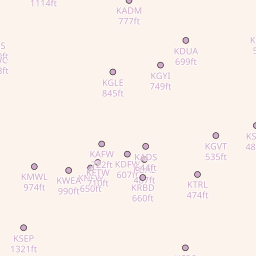 1114ft
KADM
777ft
KDUA
699ft
KGYI
749ft
KGLE
845ft
KGVT
535ft
KAFW
KADS
644ft
KDFW
607ft
KMWL
974ft
KWEA
990ft
650ft
KRBD
660ft
KTRL
474ft
KSEP
1321ft